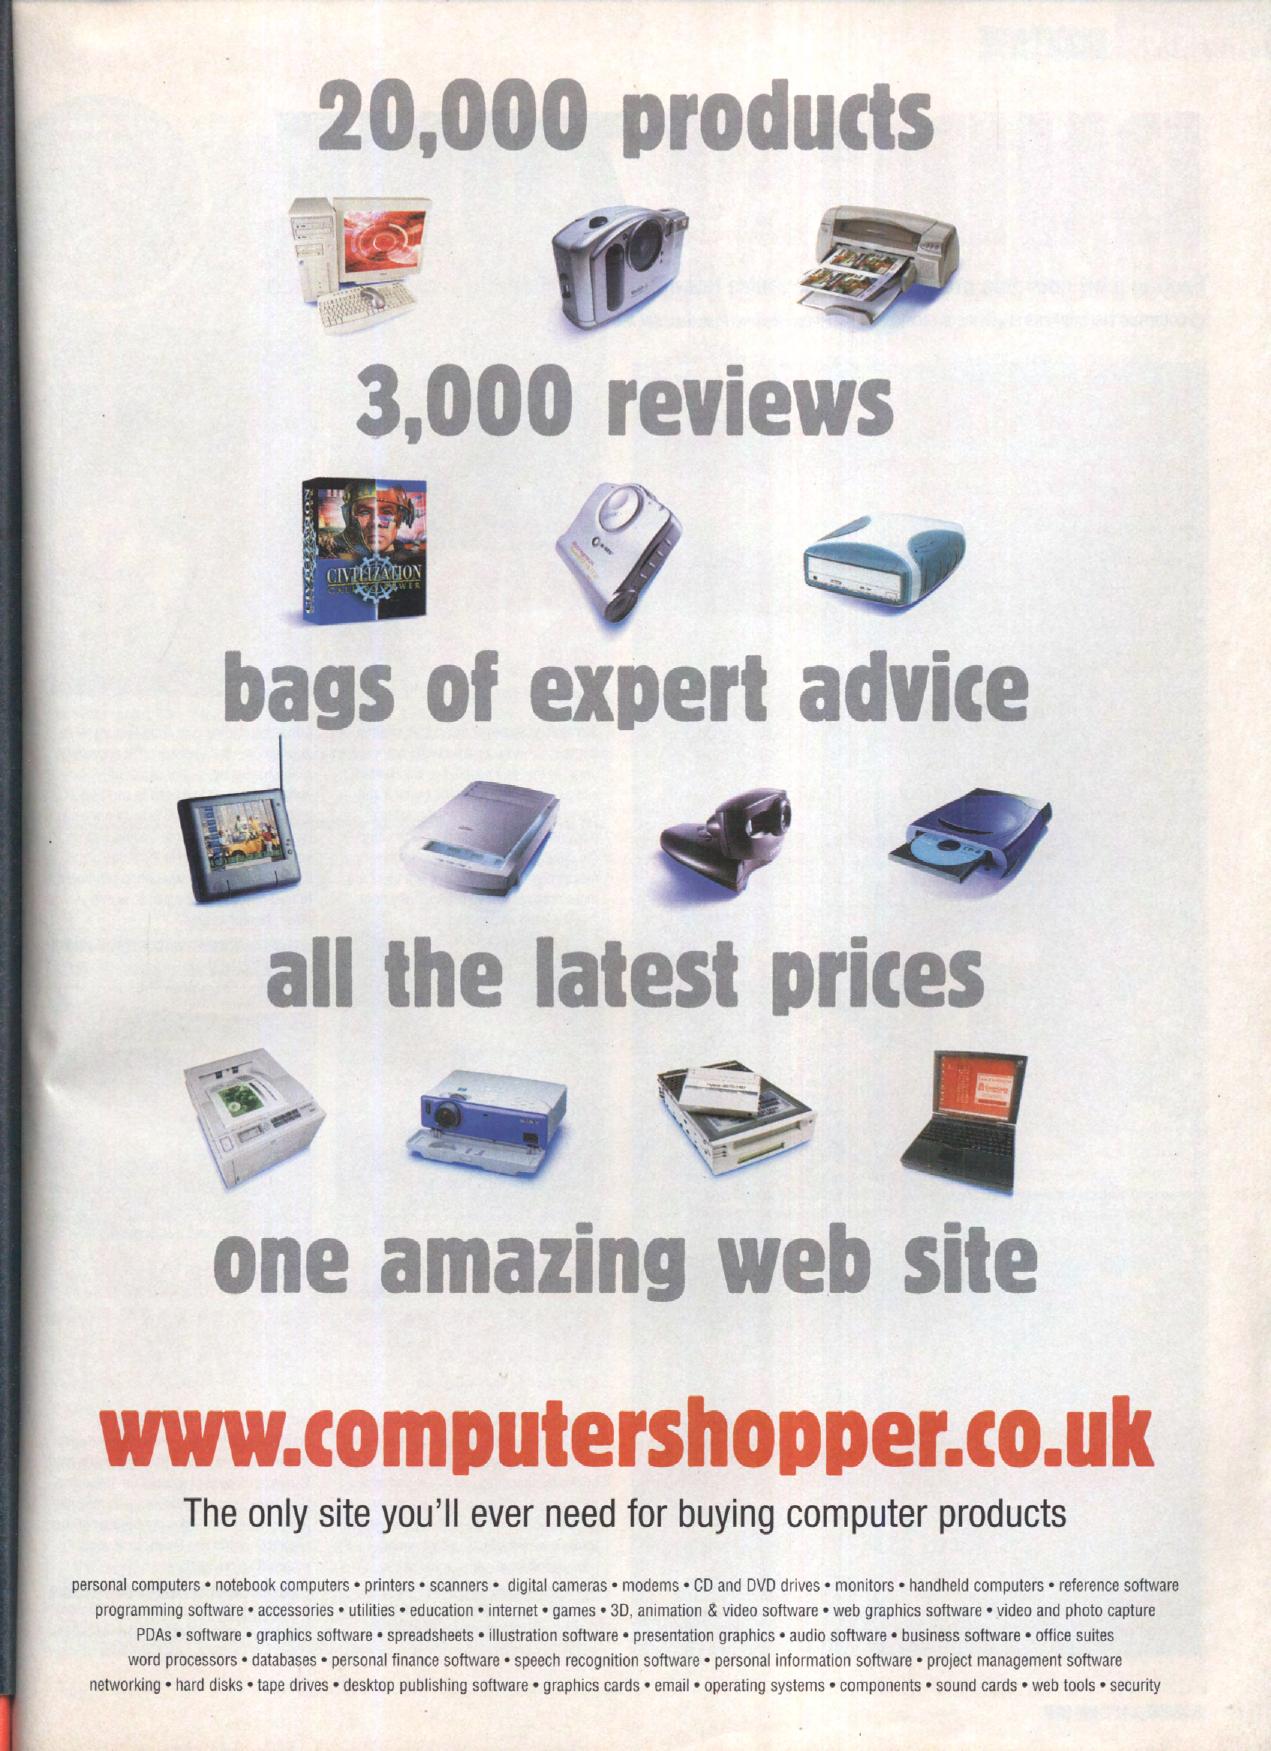 20,000 products
3,000 reviews
CIVILIZATION
CALL TO POWER
bags of expert advice
all the latest prices
SONY
one amazing web site
www.computershopper.co.uk
The only site you'll ever need for buying computer products
personal computers • notebook computers • printers • scanners • digital cameras • modems • CD and DVD drives • monitors • handheld computers • reference software
programming software • accessories • utilities • education • internet • games • 3D, animation & video software • web graphics software • video and photo capture
PDAs • software • graphics software • spreadsheets • illustration software • presentation graphics • audio software • business software • office suites
word processors • databases • personal finance software • speech recognition software • personal information software • project management software
networking • hard disks • tape drives • desktop publishing software • graphics cards • email • operating systems • components • sound cards • web tools • security